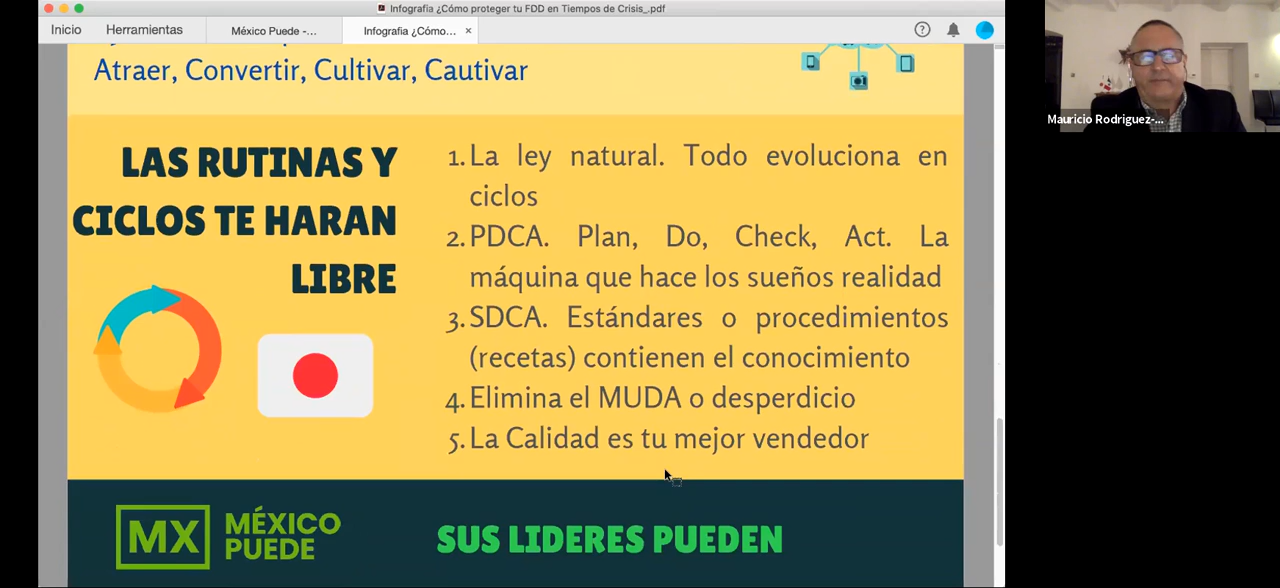 Infografía ¿Cómo proteger tu FDD en Tiempos de Crisis_.pdf
Inicio
Herramientas
México Puede -...
Infografia ¿Cómo...
Atraer, Convertir, Cultivar, Cautivar
LAS RUTINAS Y
CICLOS TE HARAN
LIBRE
1. La ley natural. Todo evoluciona en
ciclos
2. PDCA. Plan, Do, Check, Act. La
máquina que hace los sueños realidad
3. SDCA. Estándares o procedimientos
(recetas) contienen el conocimiento
4. Elimina el MUDA o desperdicio
5. La Calidad es tu mejor vendedor
MX
MÉXICO
PUEDE
SUS LIDERES PUEDEN
Mauricio Rodriguez-...